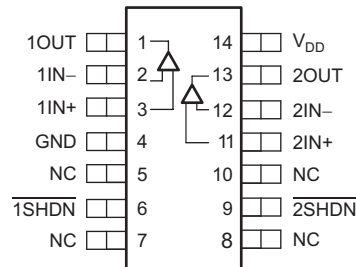 1OUT 1 14 V_DD
1IN− 2 13 2OUT
1IN+ 3 12 2IN−
GND 4 11 2IN+
NC 5 10 NC
1SHDN 6 9 2SHDN
NC 7 8 NC